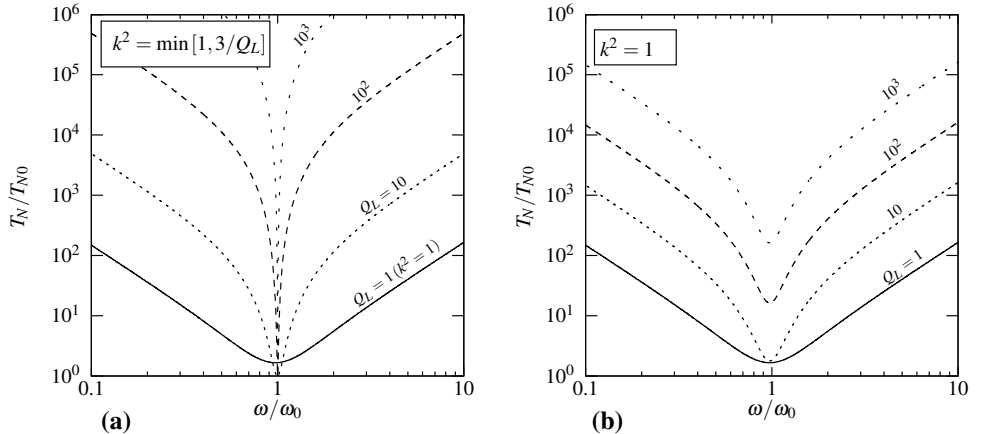 10⁶
10⁵
10⁴
10³
10²
10¹
10⁰
T_N/T_N0
k² = min [1, 3/Q_L]
10³
10²
Q_L = 10
Q_L = 1 (k² = 1)
0.1
1
10
ω/ω₀
(a)
10⁶
10⁵
10⁴
10³
10²
10¹
10⁰
T_N/T_N0
k² = 1
10³
10²
10
Q_L = 1
0.1
1
10
ω/ω₀
(b)